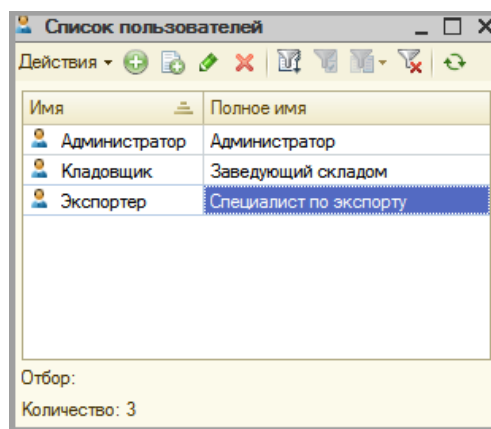 Список пользователей
Действия
Имя Полное имя
Администратор Администратор
Кладовщик Заведующий складом
Экспортер Специалист по экспорту
Отбор:
Количество: 3